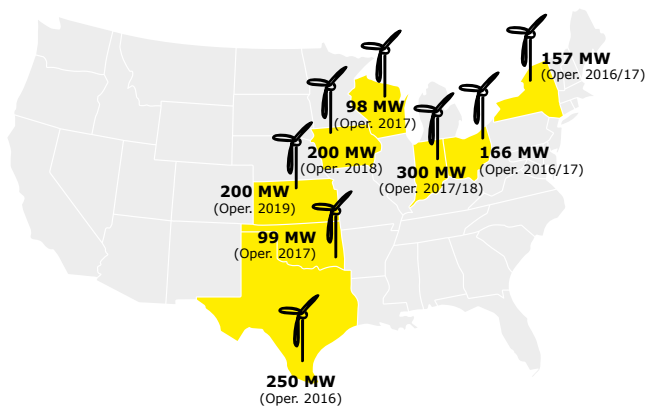 157 MW
(Oper. 2016/17)
98 MW
(Oper. 2017)
200 MW
(Oper. 2018)
166 MW
(Oper. 2016/17)
300 MW
(Oper. 2017/18)
200 MW
(Oper. 2019)
99 MW
(Oper. 2017)
250 MW
(Oper. 2016)